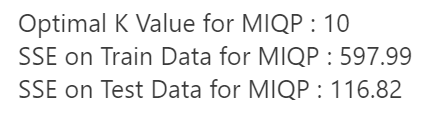 Optimal K Value for MIQP : 10
SSE on Train Data for MIQP : 597.99
SSE on Test Data for MIQP : 116.82